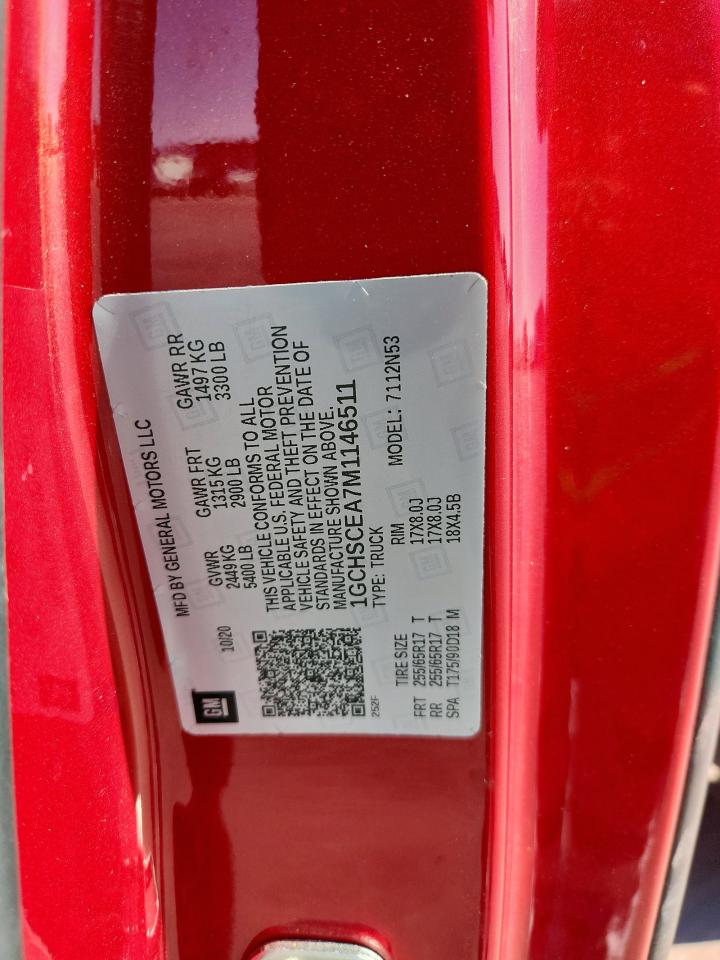 GM
MFD BY GENERAL MOTORS LLC
10/20 GVWR GAWR FRT GAWR RR
2449 KG 1315 KG 1497 KG
5400 LB 2900 LB 3300 LB
THIS VEHICLE CONFORMS TO ALL
APPLICABLE U.S. FEDERAL MOTOR
VEHICLE SAFETY AND THEFT PREVENTION
STANDARDS IN EFFECT ON THE DATE OF
MANUFACTURE SHOWN ABOVE.
1GCHSCEA7M1146511
252F TYPE: TRUCK MODEL: 7112N53
TIRE SIZE RIM
FRT 255/65R17 T 17X8.0J
RR 255/65R17 T 17X8.0J
SPA T175/90D18 M 18X4.5B